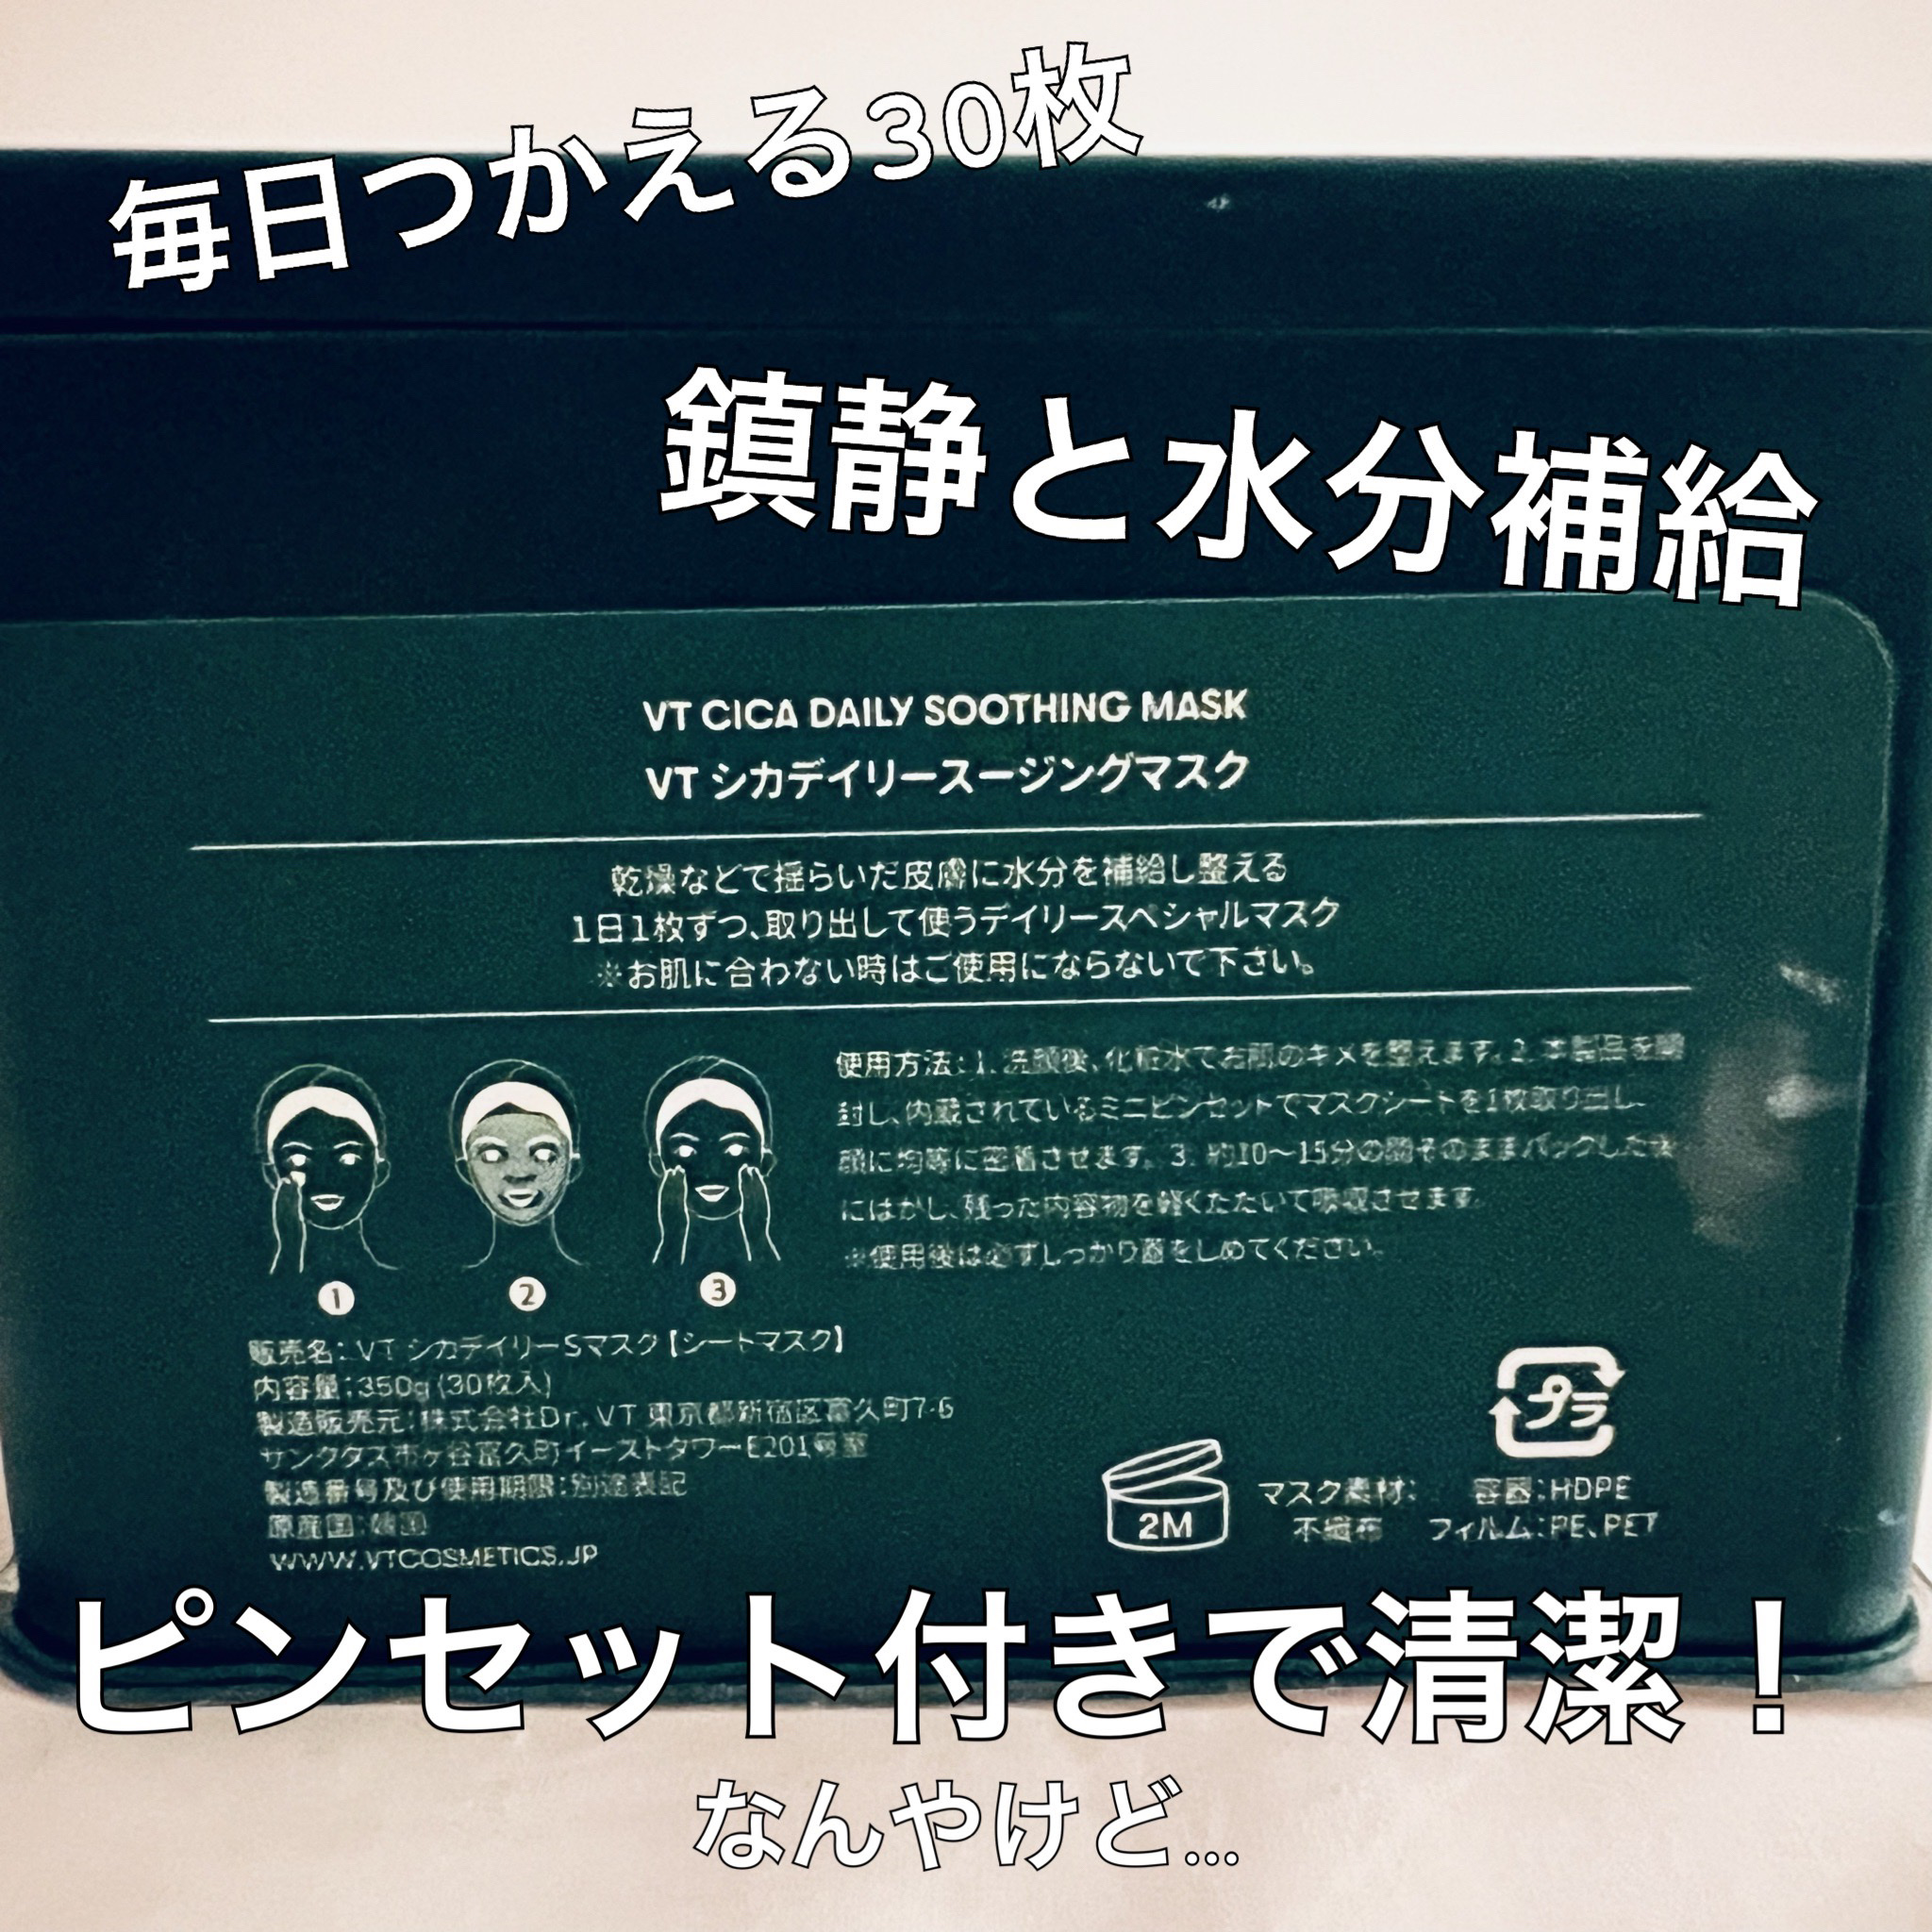 毎日つかえる30枚
鎮静と水分補給
VT CICA DAILY SOOTHING MASK
VT シカデイリースージングマスク
乾燥などで揺らいだ皮膚に水分を補給し整える
1日1枚ずつ、取り出して使うデイリースペシャルマスク
※お肌に合わない時はご使用にならないで下さい。
使用方法：1. 洗顔後、化粧水でお肌のキメを整えます。2. 本製品を開
封し、内蔵されているミニピンセットでマスクシートを1枚取り出し、
顔に均等に密着させます。3. 約10〜15分の間そのままパックした後
にはがし、残った内容物を軽くたたいて吸収させます。
※使用後は必ずしっかり蓋をしめてください。
1 2 3
販売名：VT シカデイリーSマスク【シートマスク】
内容量：350g (30枚入)
製造販売元：株式会社Dr. VT 東京都新宿区富久町7-6
サンクタス市ヶ谷富久町イーストタワーE201号室
製造番号及び使用期限：別途表記
原産国：韓国
WWW.VTCOSMETICS.JP
プラ
2M
マスク素材： 容器：HDPE
不織布 フィルム：PE、PET
ピンセット付きで清潔！
なんやけど…